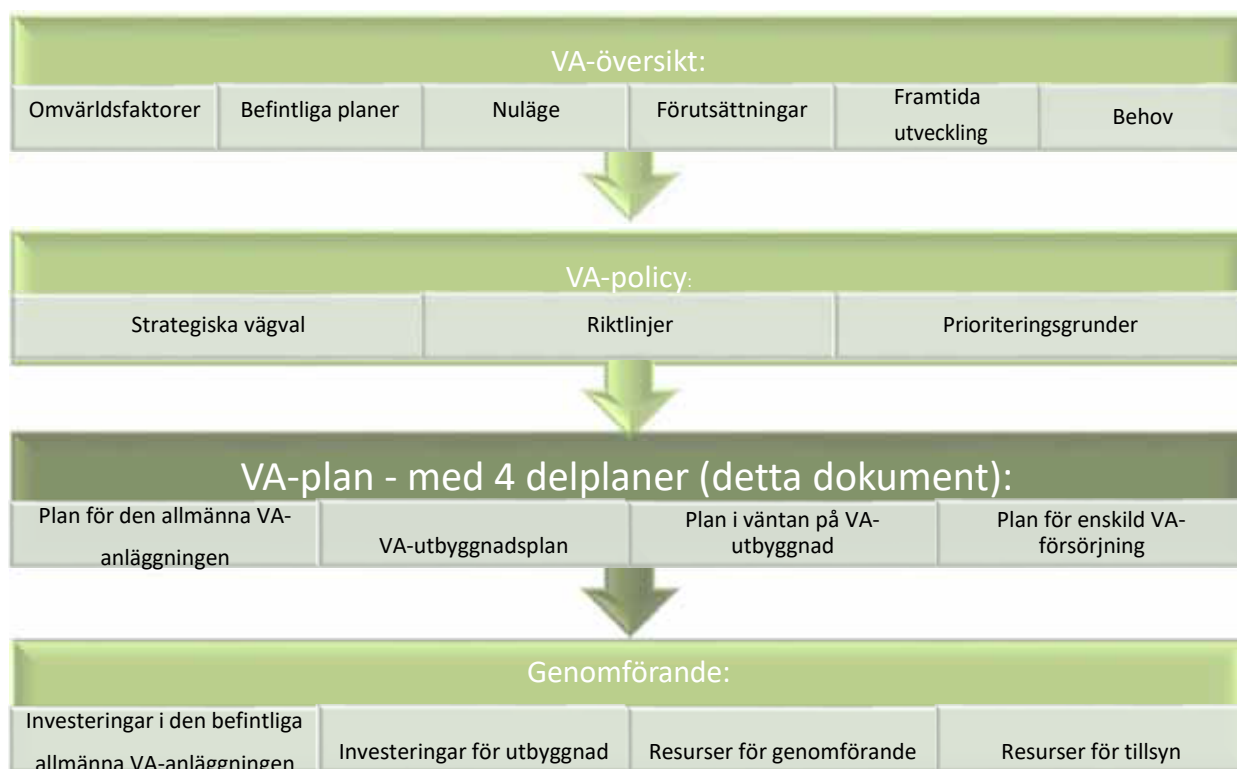 VA-översikt:
Omvärldsfaktorer
Befintliga planer
Nuläge
Förutsättningar
Framtida
utveckling
Behov
VA-policy:
Strategiska vägval
Riktlinjer
Prioriteringsgrunder
VA-plan - med 4 delplaner (detta dokument):
Plan för den allmänna VA-
anläggningen
VA-utbyggnadsplan
Plan i väntan på VA-
utbyggnad
Plan för enskild VA-
försörjning
Genomförande:
Investeringar i den befintliga
allmänna VA-anläggningen
Investeringar för utbyggnad
Resurser för genomförande
Resurser för tillsyn